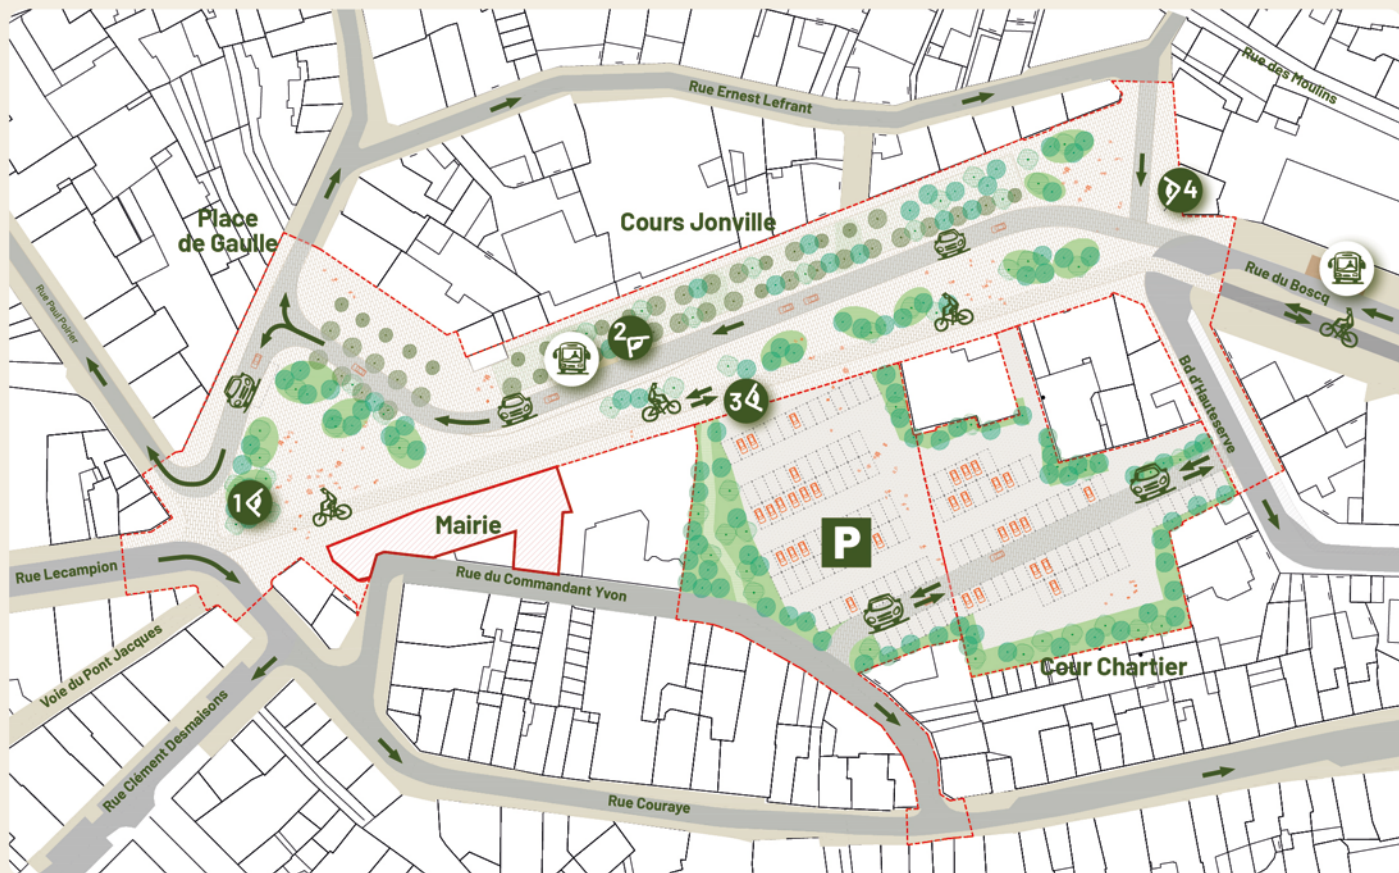 Rue des Moulins
Rue Ernest Lefrant
4
Place
de Gaulle
Cours Jonville
Rue du Boscq
Rue Paul Poirier
2
3
Bd d'Hauteserve
1
Mairie
P
Rue Lecampion
Rue du Commandant Yvon
Voie du Pont Jacques
Cour Chartier
Rue Clément Desmaisons
Rue Couraye